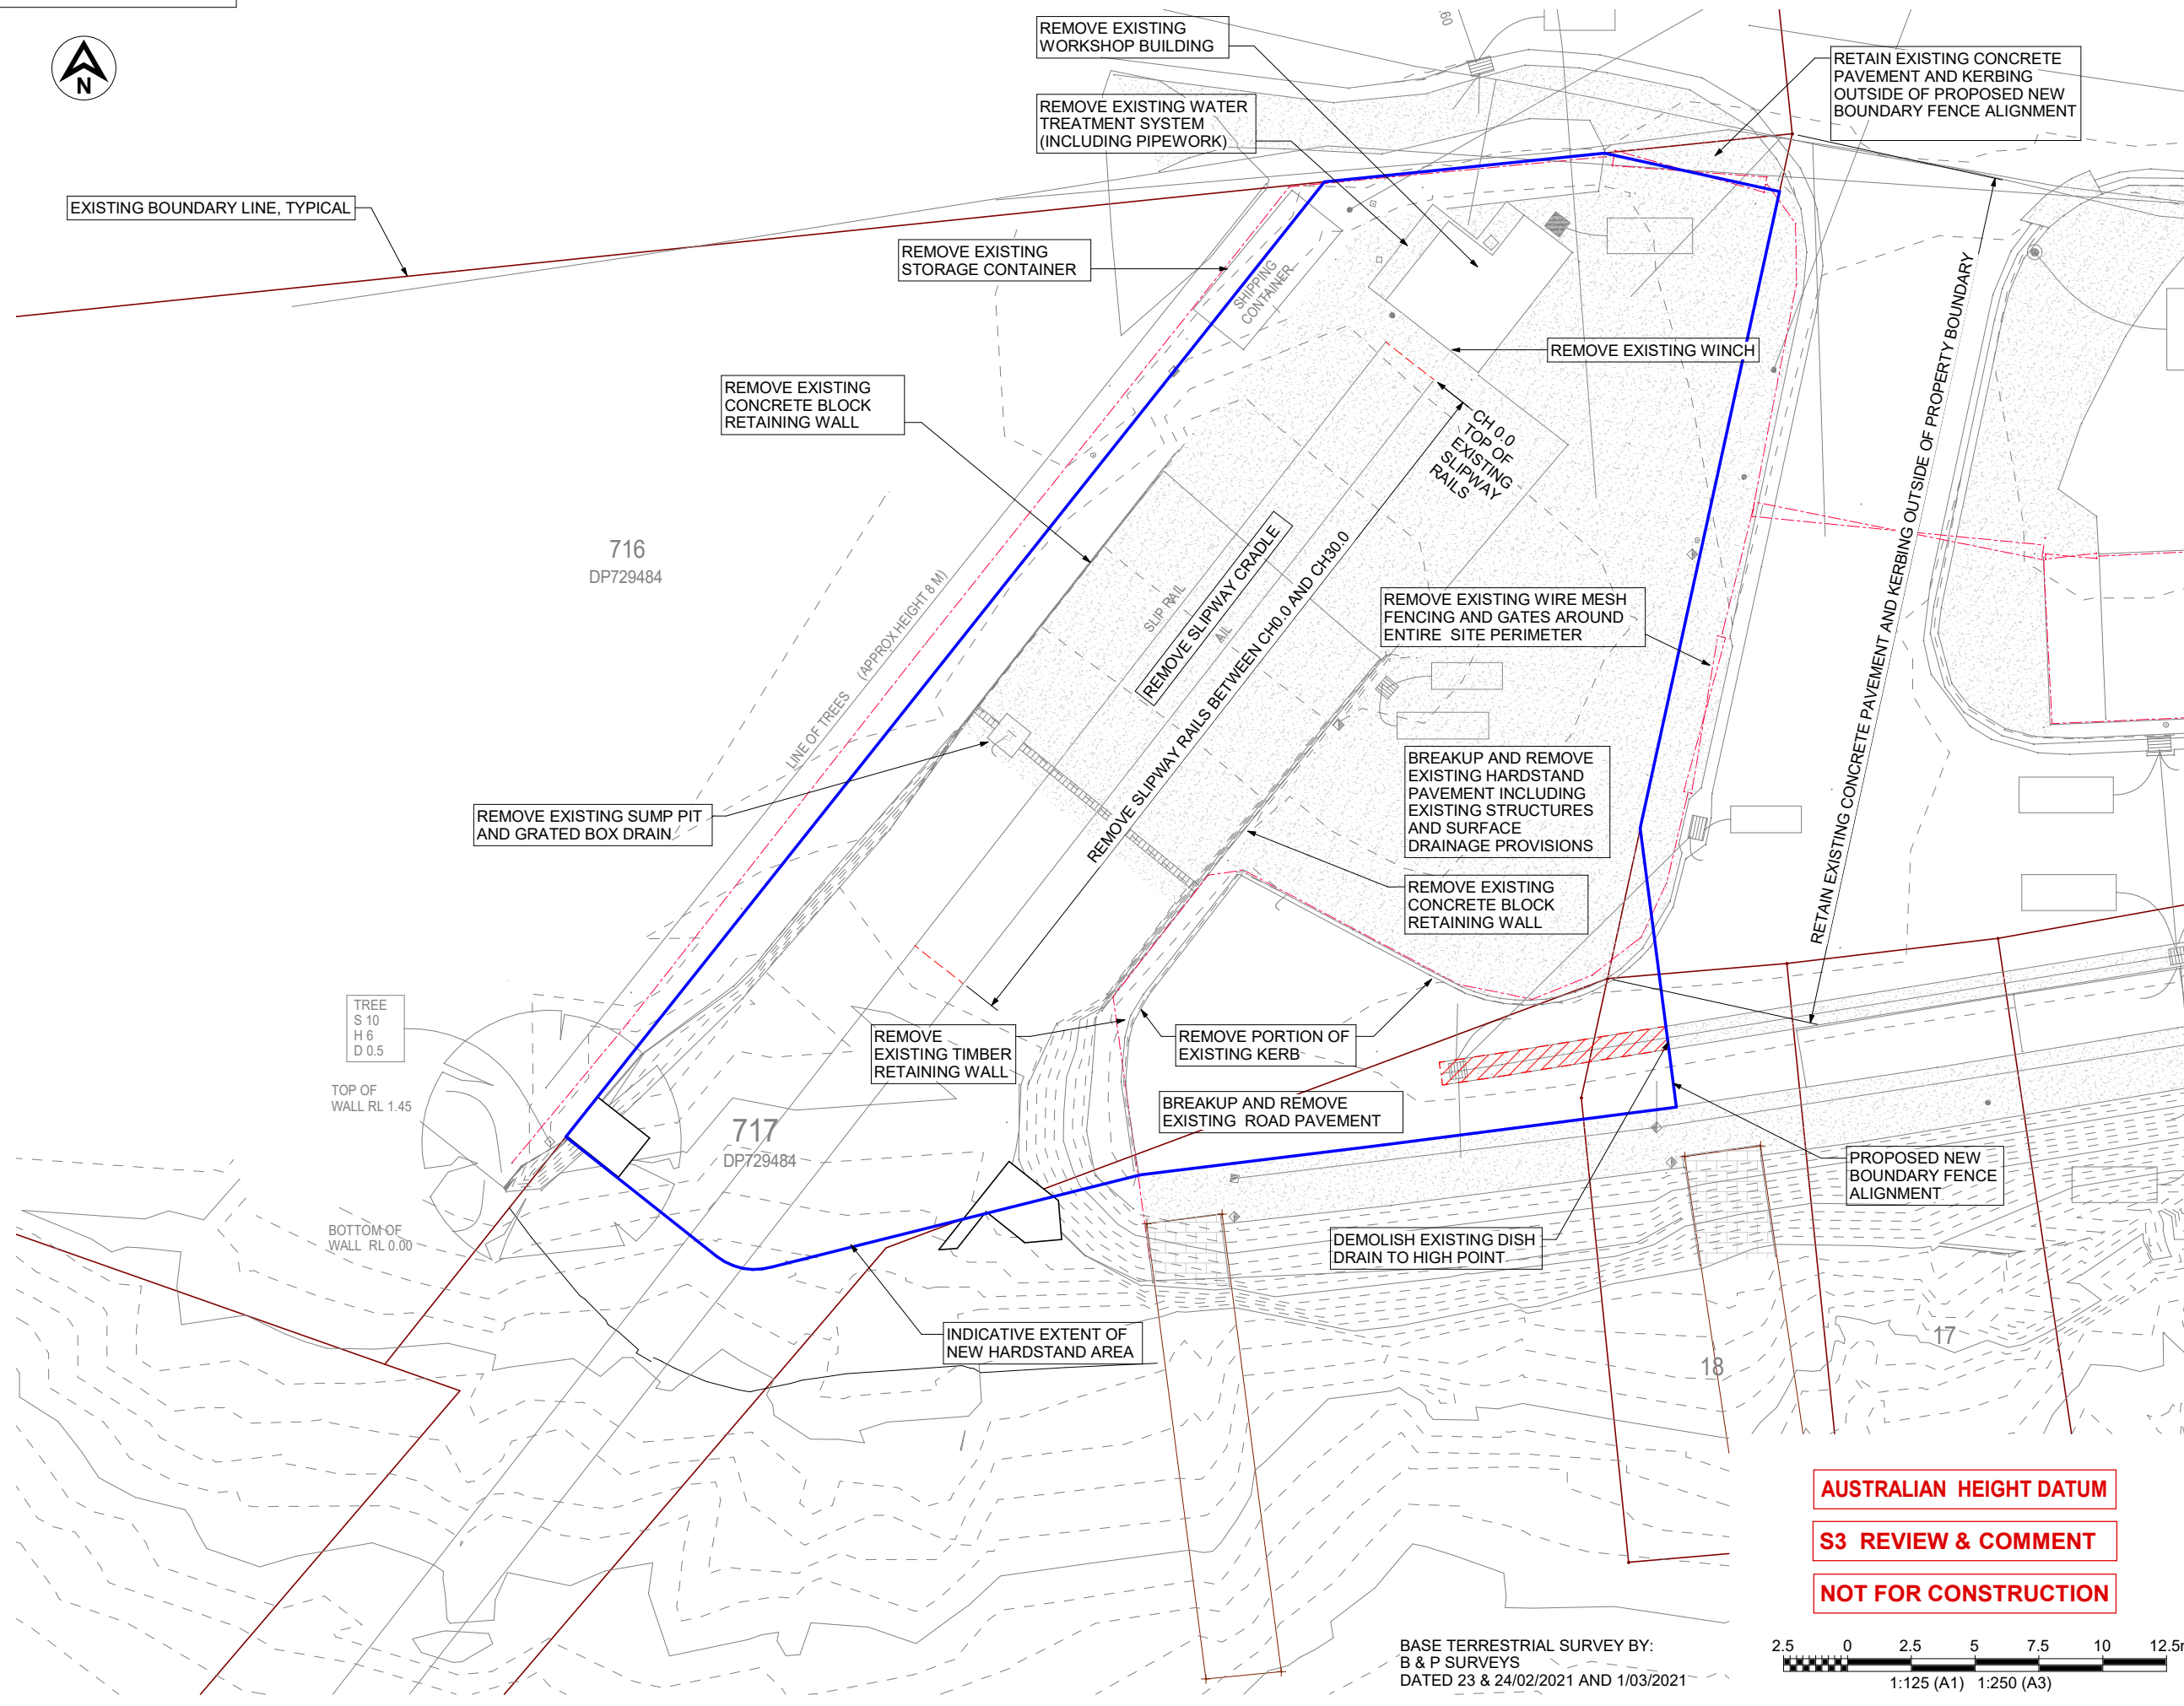 N
REMOVE EXISTING
WORKSHOP BUILDING
60
RETAIN EXISTING CONCRETE
PAVEMENT AND KERBING
OUTSIDE OF PROPOSED NEW
BOUNDARY FENCE ALIGNMENT
REMOVE EXISTING WATER
TREATMENT SYSTEM
(INCLUDING PIPEWORK)
EXISTING BOUNDARY LINE, TYPICAL
REMOVE EXISTING
STORAGE CONTAINER
SHIPPING
CONTAINER
REMOVE EXISTING WINCH
REMOVE EXISTING
CONCRETE BLOCK
RETAINING WALL
CH 0.0
TOP OF
EXISTING
SLIPWAY
RAILS
716
DP729484
LINE OF TREES (APPROX HEIGHT 8 M)
SLIP RAIL
REMOVE SLIPWAY CRADLE
AIL
REMOVE SLIPWAY RAILS BETWEEN CH0.0 AND CH30.0
REMOVE EXISTING WIRE MESH
FENCING AND GATES AROUND
ENTIRE SITE PERIMETER
RETAIN EXISTING CONCRETE PAVEMENT AND KERBING OUTSIDE OF PROPERTY BOUNDARY
BREAKUP AND REMOVE
EXISTING HARDSTAND
PAVEMENT INCLUDING
EXISTING STRUCTURES
AND SURFACE
DRAINAGE PROVISIONS
REMOVE EXISTING SUMP PIT
AND GRATED BOX DRAIN
REMOVE EXISTING
CONCRETE BLOCK
RETAINING WALL
TREE
S 10
H 6
D 0.5
REMOVE
EXISTING TIMBER
RETAINING WALL
REMOVE PORTION OF
EXISTING KERB
TOP OF
WALL RL 1.45
BREAKUP AND REMOVE
EXISTING ROAD PAVEMENT
717
DP729484
PROPOSED NEW
BOUNDARY FENCE
ALIGNMENT
BOTTOM OF
WALL RL 0.00
DEMOLISH EXISTING DISH
DRAIN TO HIGH POINT
INDICATIVE EXTENT OF
NEW HARDSTAND AREA
17
18
AUSTRALIAN HEIGHT DATUM
S3 REVIEW & COMMENT
NOT FOR CONSTRUCTION
BASE TERRESTRIAL SURVEY BY:
B & P SURVEYS
DATED 23 & 24/02/2021 AND 1/03/2021
2.5 0 2.5 5 7.5 10 12.5m
1:125 (A1) 1:250 (A3)